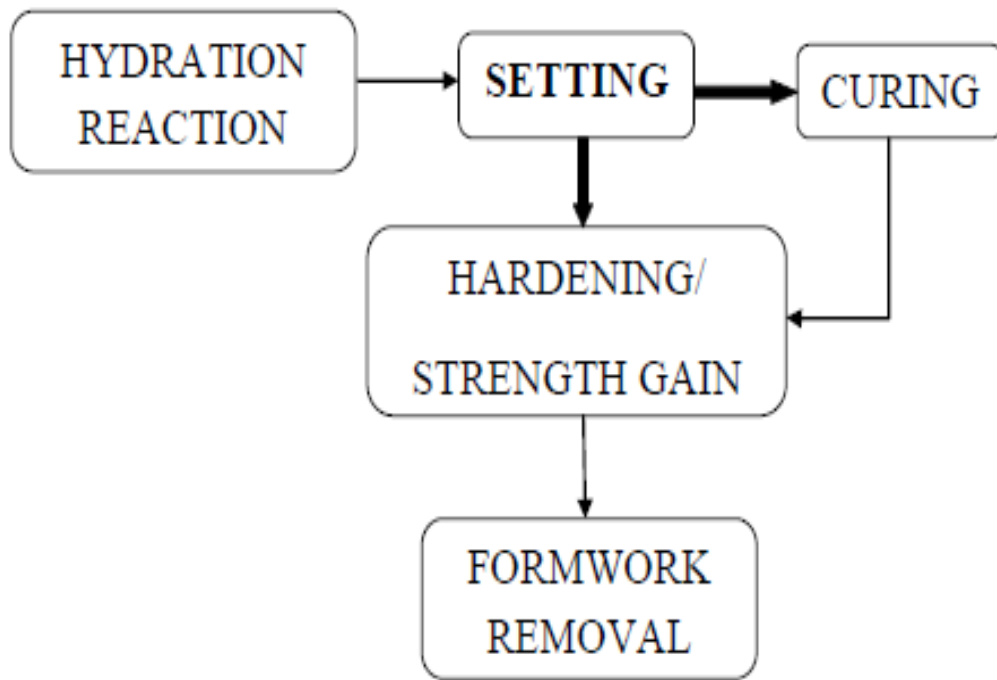 HYDRATION
REACTION
SETTING
CURING
HARDENING/
STRENGTH GAIN
FORMWORK
REMOVAL